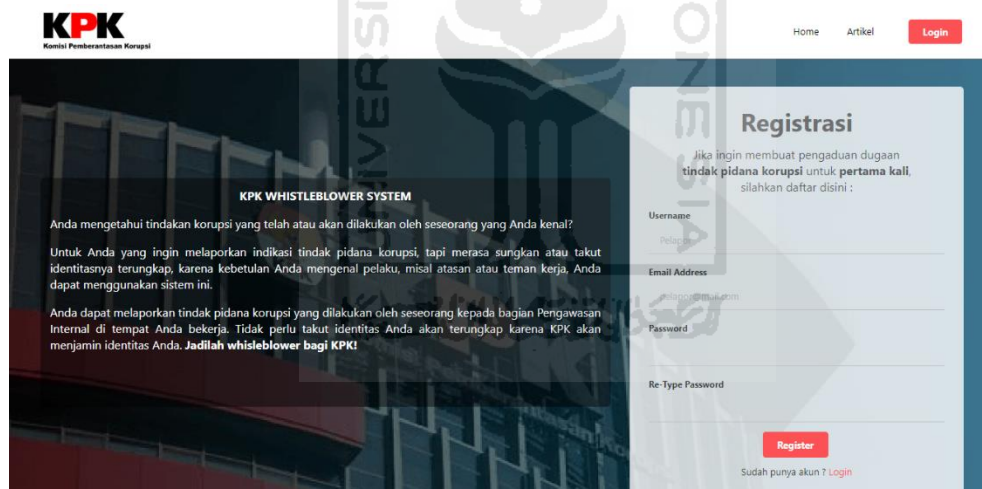 KPK
Komisi Pemberantasan Korupsi
Home Artikel Login
KPK WHISTLEBLOWER SYSTEM
Anda mengetahui tindakan korupsi yang telah atau akan dilakukan oleh seseorang yang Anda kenal?
Untuk Anda yang ingin melaporkan indikasi tindak pidana korupsi, tapi merasa sungkan atau takut
identitasnya terungkap, karena kebetulan Anda mengenal pelaku, misal atasan atau teman kerja, Anda
dapat menggunakan sistem ini.
Anda dapat melaporkan tindak pidana korupsi yang dilakukan oleh seseorang kepada bagian Pengawasan
Internal di tempat Anda bekerja. Tidak perlu takut identitas Anda akan terungkap karena KPK akan
menjamin identitas Anda. Jadilah whisleblower bagi KPK!
Registrasi
Jika ingin membuat pengaduan dugaan
tindak pidana korupsi untuk pertama kali,
silahkan daftar disini :
Username
Pelapor
Email Address
pelapor@mail.com
Password
Re-Type Password
Register
Sudah punya akun ? Login
UNIVERSI
ONESIA